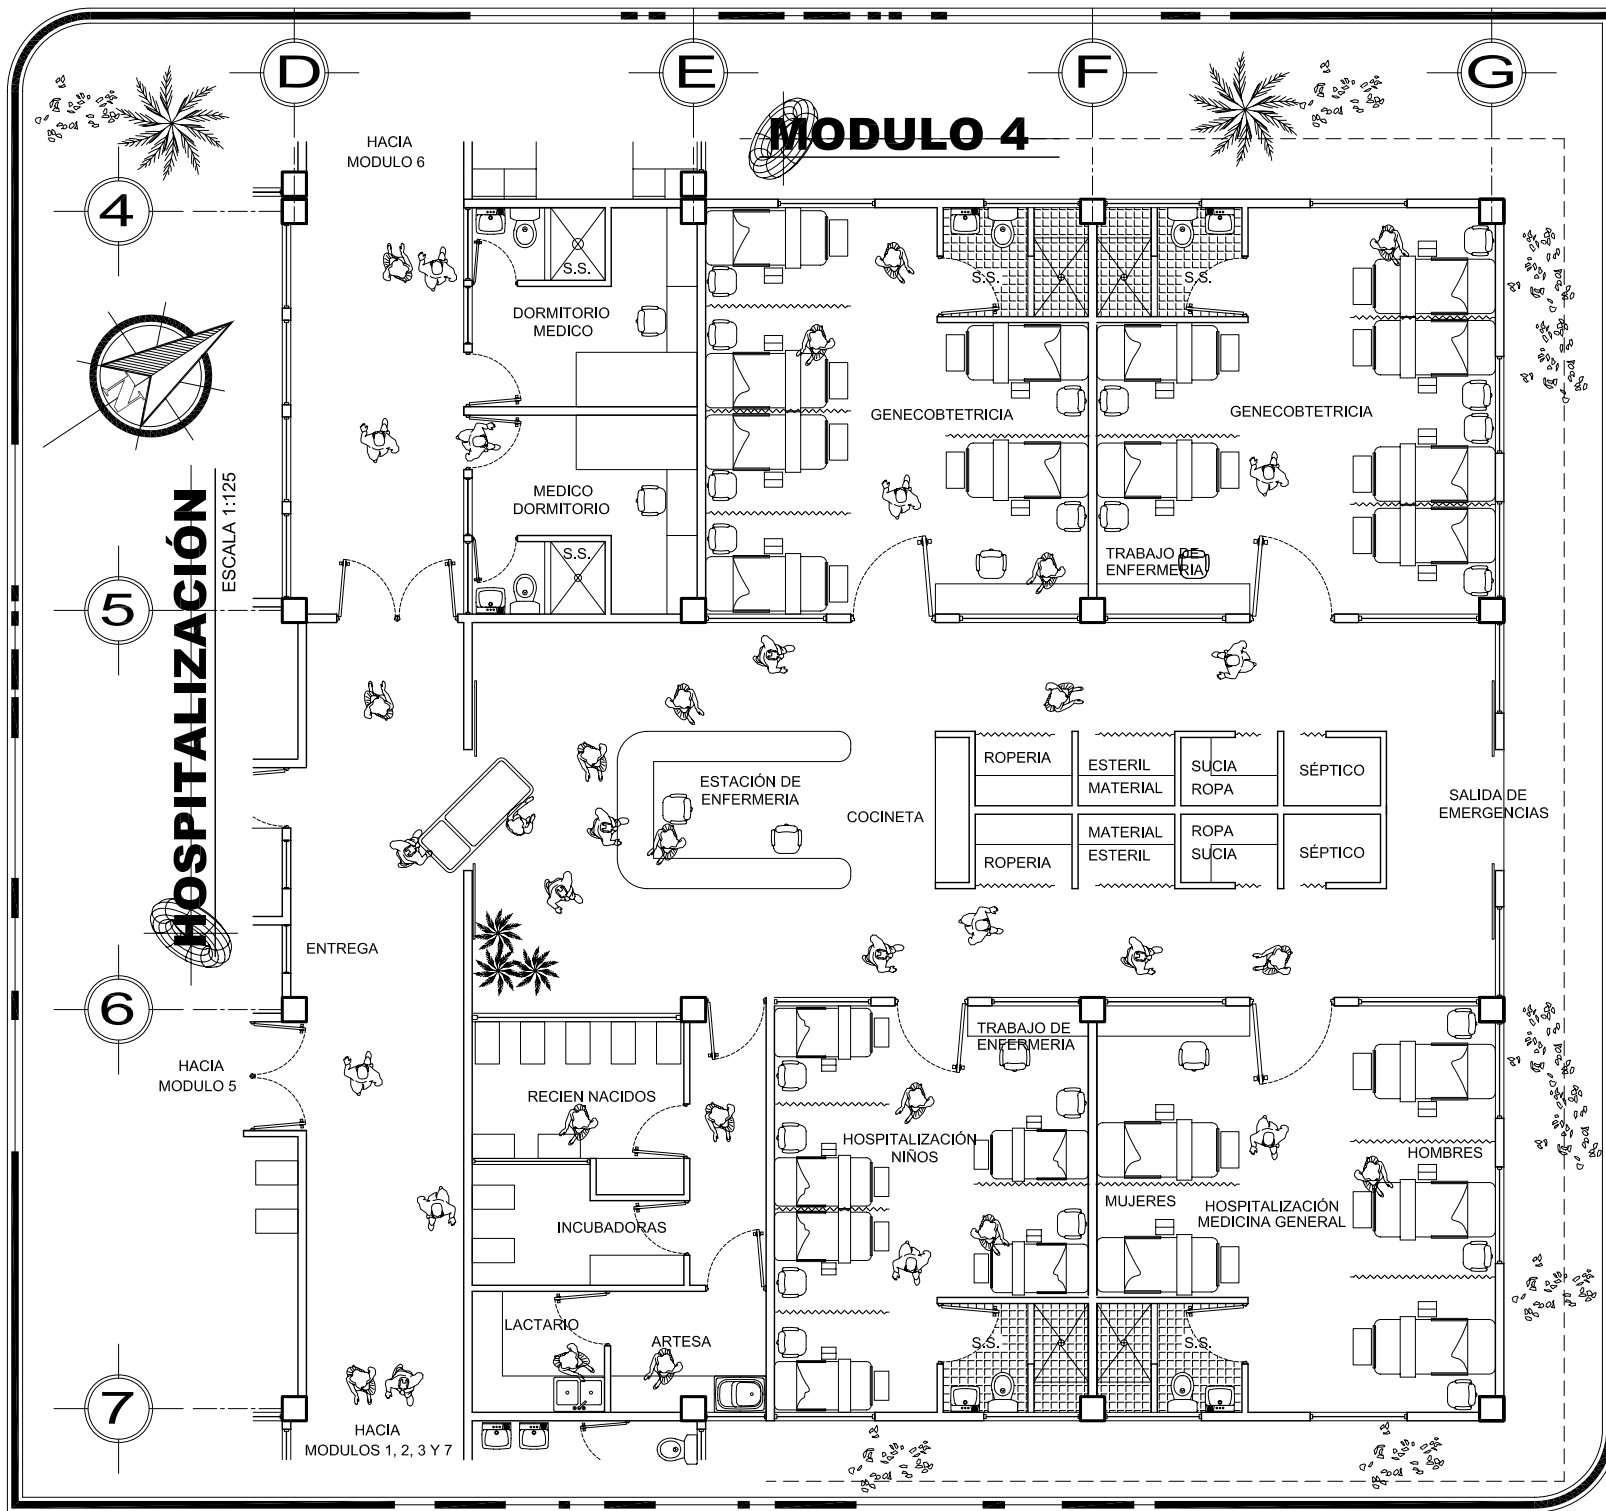 D
E
F
G
MODULO 4
HACIA
MODULO 6
4
5
6
7
N
HOSPITALIZACIÓN
ESCALA 1:125
S.S.
DORMITORIO
MEDICO
MEDICO
DORMITORIO
S.S.
S.S.
S.S.
GENECOBTETRICIA
GENECOBTETRICIA
TRABAJO DE
ENFERMERIA
ESTACIÓN DE
ENFERMERIA
COCINETA
ROPERIA
ESTERIL
MATERIAL
SUCIA
ROPA
SÉPTICO
ROPERIA
MATERIAL
ESTERIL
ROPA
SUCIA
SÉPTICO
SALIDA DE
EMERGENCIAS
ENTREGA
HACIA
MODULO 5
RECIEN NACIDOS
INCUBADORAS
LACTARIO
ARTESA
TRABAJO DE
ENFERMERIA
HOSPITALIZACIÓN
NIÑOS
MUJERES
HOMBRES
HOSPITALIZACIÓN
MEDICINA GENERAL
S.S.
S.S.
HACIA
MODULOS 1, 2, 3 Y 7